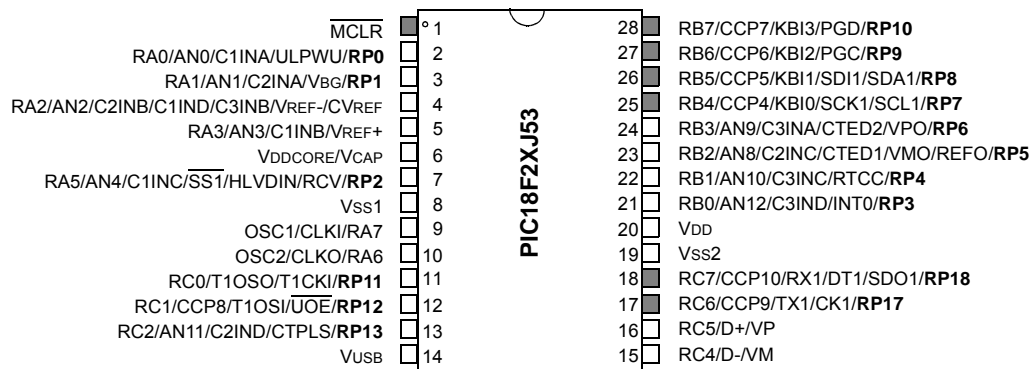 MCLR 1 28 RB7/CCP7/KBI3/PGD/RP10
RA0/AN0/C1INA/ULPWU/RP0 2 27 RB6/CCP6/KBI2/PGC/RP9
RA1/AN1/C2INA/VBG/RP1 3 26 RB5/CCP5/KBI1/SDI1/SDA1/RP8
RA2/AN2/C2INB/C1IND/C3INB/VREF-/CVREF 4 25 RB4/CCP4/KBI0/SCK1/SCL1/RP7
RA3/AN3/C1INB/VREF+ 5 24 RB3/AN9/C3INA/CTED2/VPO/RP6
VDDCORE/VCAP 6 23 RB2/AN8/C2INC/CTED1/VMO/REFO/RP5
RA5/AN4/C1INC/SS1/HLVDIN/RCV/RP2 7 22 RB1/AN10/C3INC/RTCC/RP4
VSS1 8 21 RB0/AN12/C3IND/INT0/RP3
OSC1/CLKI/RA7 9 20 VDD
OSC2/CLKO/RA6 10 19 VSS2
RC0/T1OSO/T1CKI/RP11 11 18 RC7/CCP10/RX1/DT1/SDO1/RP18
RC1/CCP8/T1OSI/UOE/RP12 12 17 RC6/CCP9/TX1/CK1/RP17
RC2/AN11/C2IND/CTPLS/RP13 13 16 RC5/D+/VP
VUSB 14 15 RC4/D-/VM
PIC18F2XJ53